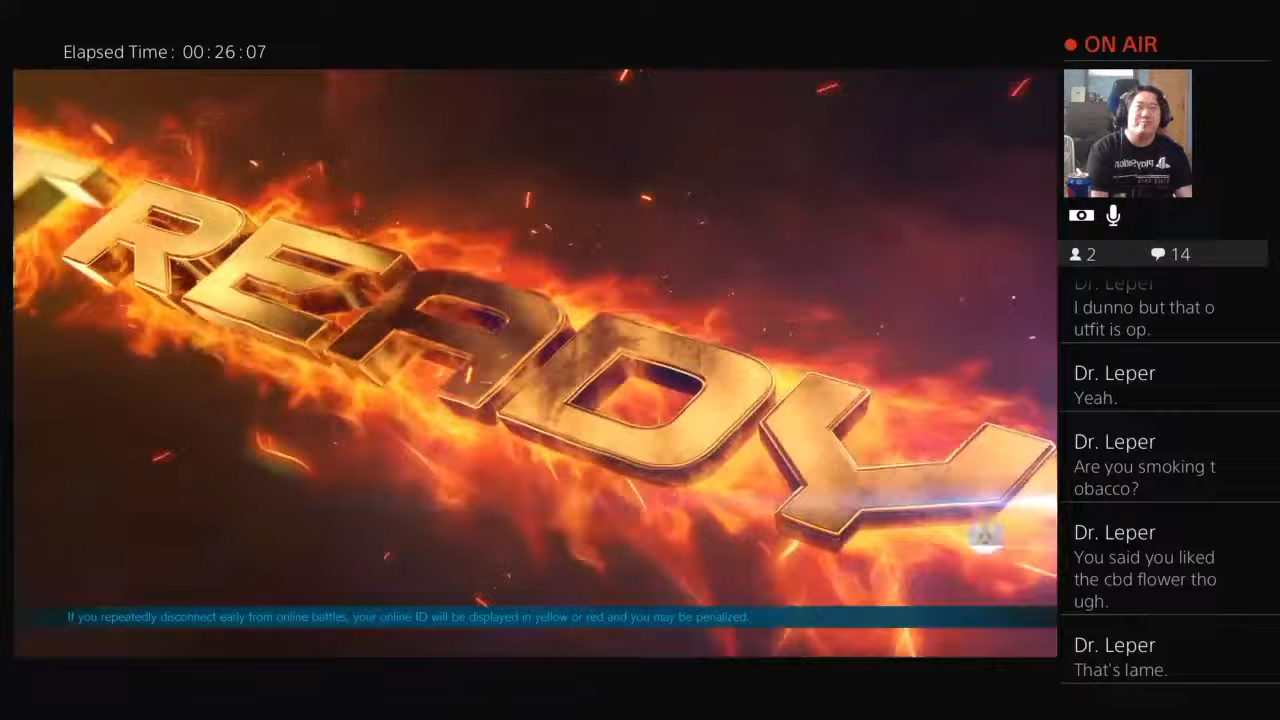 Elapsed Time: 00:26:07
ON AIR
READY
PlayStation
2
14
Dr. Leper
I dunno but that o
utfit is op.
Dr. Leper
Yeah.
Dr. Leper
Are you smoking t
obacco?
Dr. Leper
You said you liked
the cbd flower tho
ugh.
Dr. Leper
That's lame.
If you repeatedly disconnect early from online battles, your online ID will be displayed in yellow or red and you may be penalized.